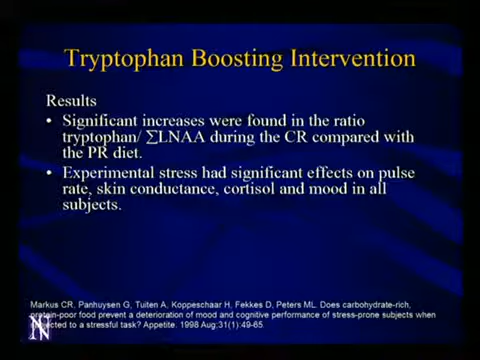 Tryptophan Boosting Intervention
Results
• Significant increases were found in the ratio
tryptophan/ ∑LNAA during the CR compared with
the PR diet.
• Experimental stress had significant effects on pulse
rate, skin conductance, cortisol and mood in all
subjects.
Markus CR, Panhuysen G, Tuiten A, Koppeschaar H, Fekkes D, Peters ML. Does carbohydrate-rich,
protein-poor food prevent a deterioration of mood and cognitive performance of stress-prone subjects when
subjected to a stressful task? Appetite. 1998 Aug;31(1):49-65.